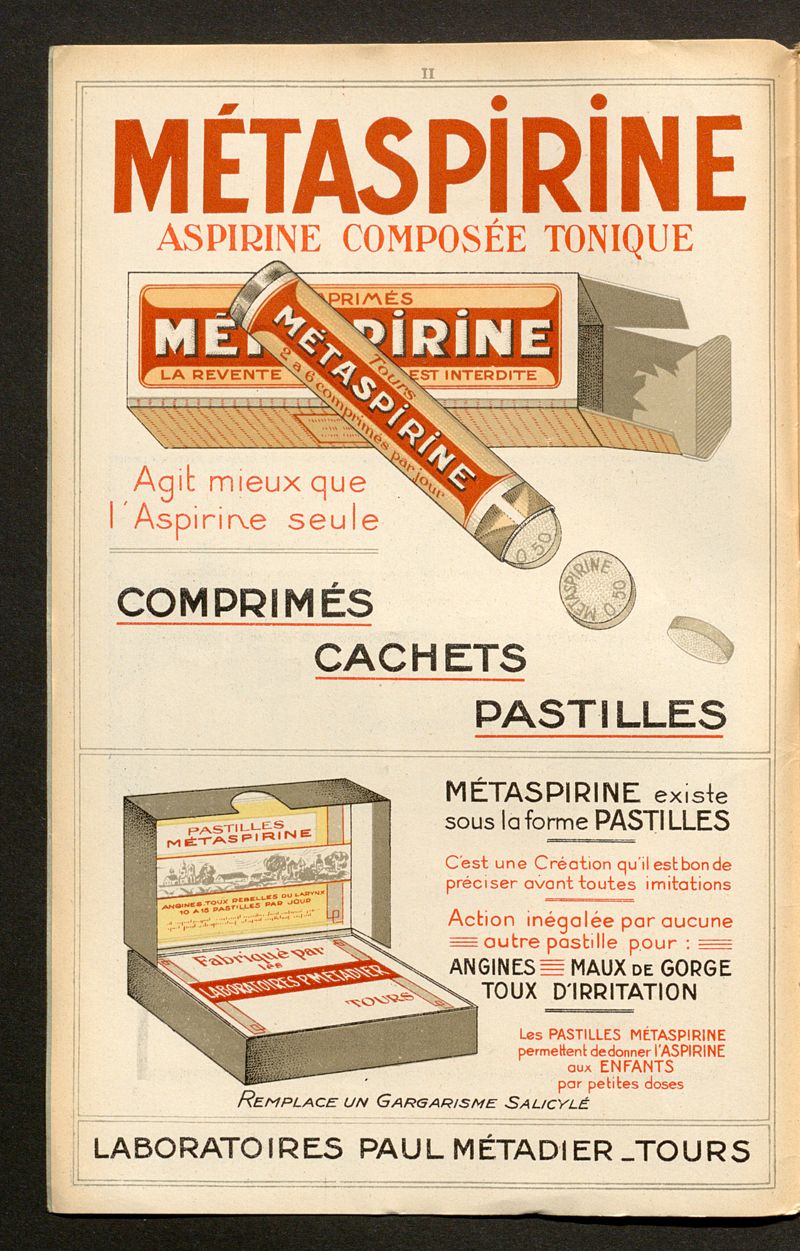 II
MÉTASPIRINE
ASPIRINE COMPOSÉE TONIQUE
PRIMÉS
MÉT PIRINE
LA REVENTE EST INTERDITE
Tours
MÉTASPIRINE
2 à 6 comprimés par jour
0.50
MÉTASPIRINE 0.50
Agit mieux que
l'Aspirine seule
COMPRIMÉS
CACHETS
PASTILLES
PASTILLES
MÉTASPIRINE
ANGINES.TOUX REBELLES DU LARYNX
10 A 15 PASTILLES PAR JOUR
Fabriqué par
les
LABORATOIRES P.MÉTADIER
TOURS
MÉTASPIRINE existe
sous la forme PASTILLES
C'est une Création qu'il est bon de
préciser avant toutes imitations
Action inégalée par aucune
autre pastille pour :
ANGINES MAUX DE GORGE
TOUX D'IRRITATION
Les PASTILLES MÉTASPIRINE
permettent de donner l'ASPIRINE
aux ENFANTS
par petites doses
REMPLACE UN GARGARISME SALICYLÉ
LABORATOIRES PAUL MÉTADIER_TOURS